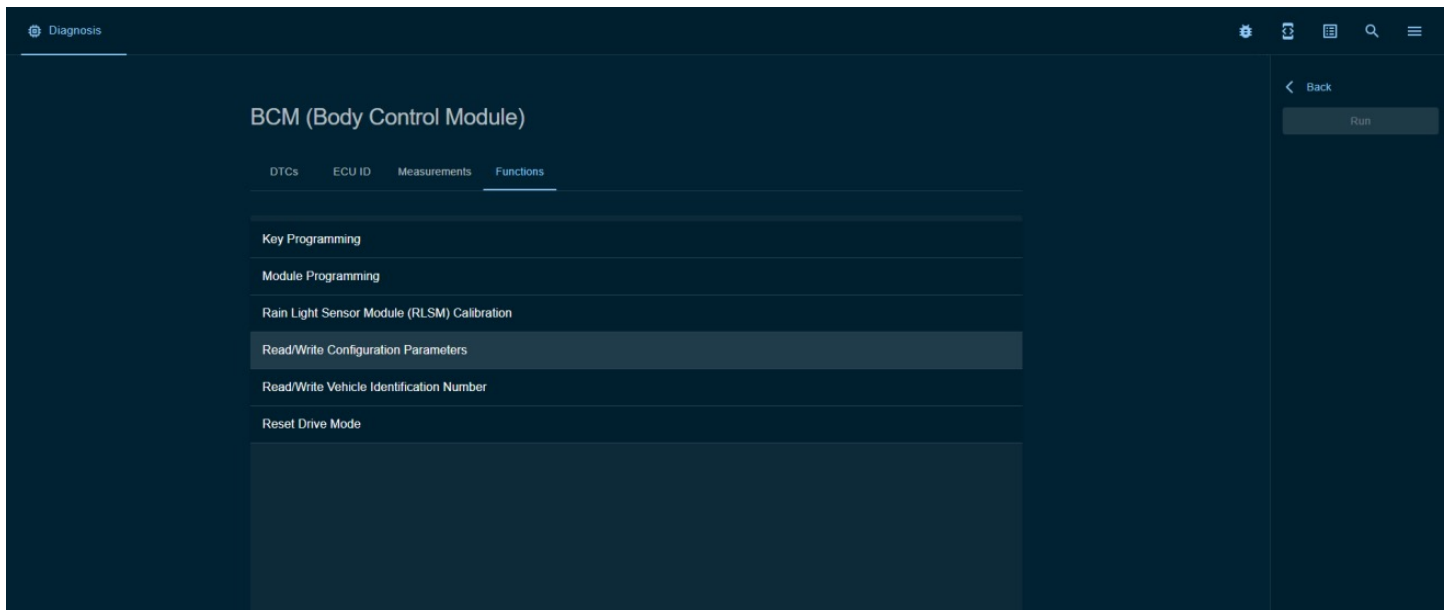 Diagnosis
Back
Run
BCM (Body Control Module)
DTCs ECU ID Measurements Functions
Key Programming
Module Programming
Rain Light Sensor Module (RLSM) Calibration
Read/Write Configuration Parameters
Read/Write Vehicle Identification Number
Reset Drive Mode